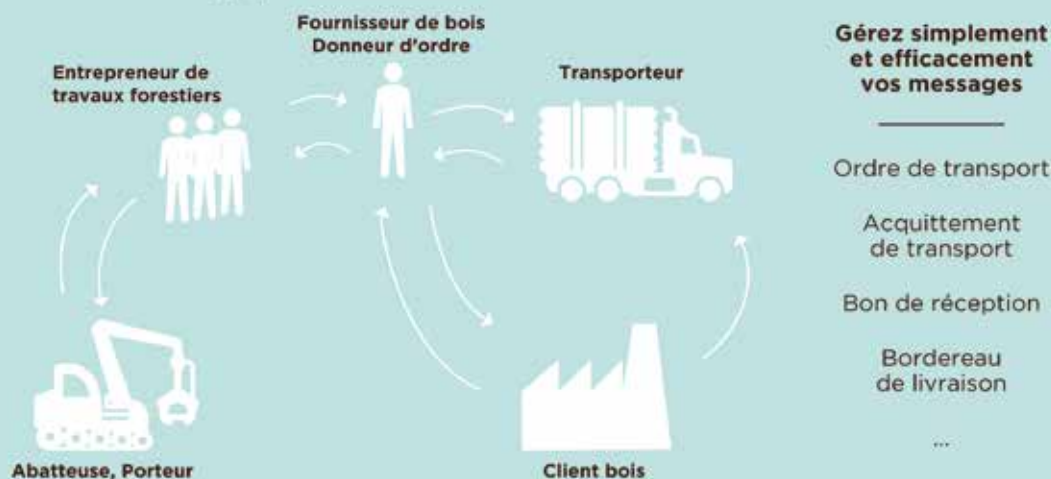 Fournisseur de bois
Donneur d'ordre
Entrepreneur de
travaux forestiers
Transporteur
Abatteuse, Porteur
Client bois
Gérez simplement
et efficacement
vos messages
Ordre de transport
Acquittement
de transport
Bon de réception
Bordereau
de livraison
...